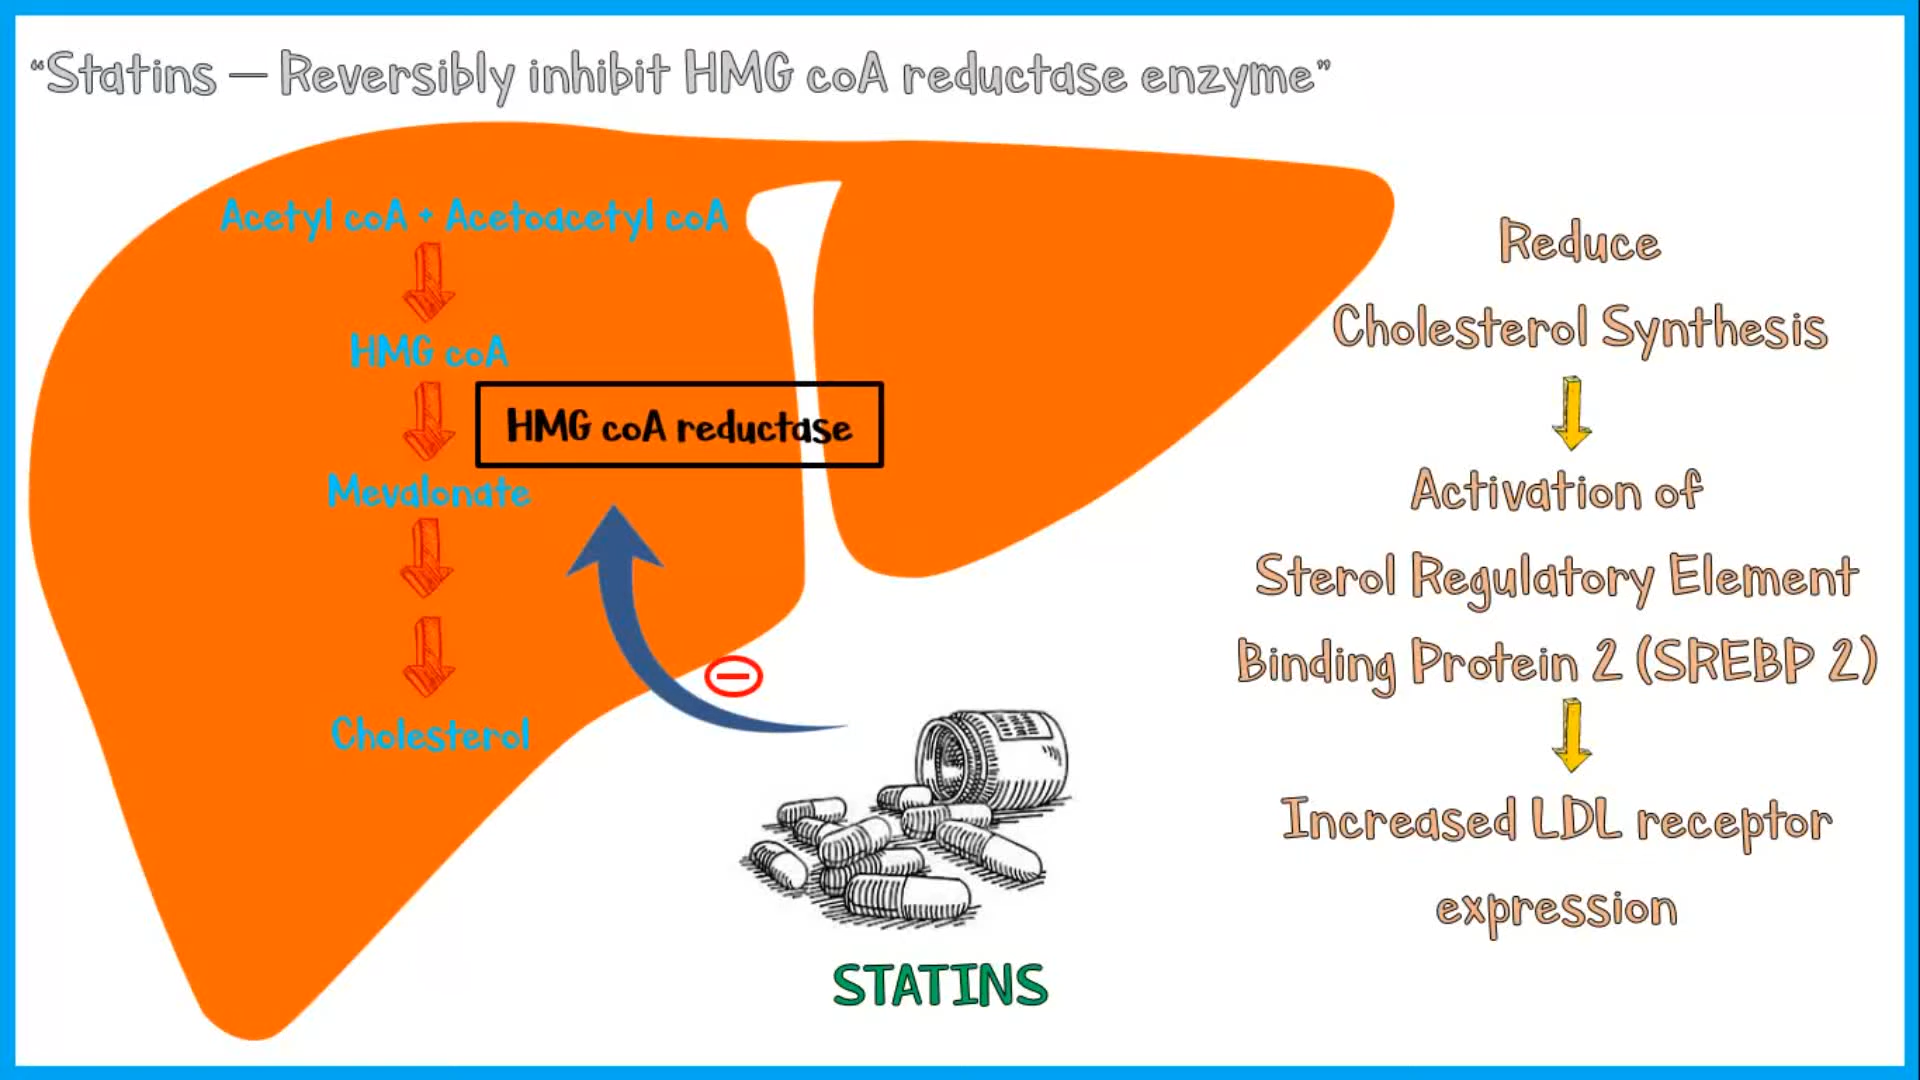 “Statins – Reversibly inhibit HMG coA reductase enzyme”
Acetyl coA + Acetoacetyl coA
HMG coA
HMG coA reductase
Mevalonate
Cholesterol
STATINS
Reduce
Cholesterol Synthesis
Activation of
Sterol Regulatory Element
Binding Protein 2 (SREBP 2)
Increased LDL receptor
expression